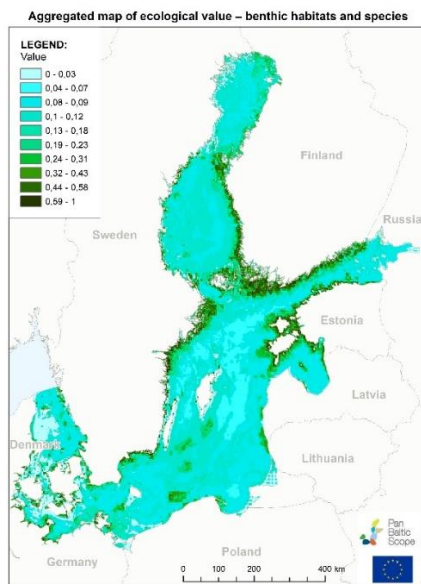 Aggregated map of ecological value – benthic habitats and species
LEGEND:
Value
0 - 0,03
0,04 - 0,07
0,08 - 0,09
0,1 - 0,12
0,13 - 0,18
0,19 - 0,23
0,24 - 0,31
0,32 - 0,43
0,44 - 0,58
0,59 - 1
Finland
Russia
Sweden
Estonia
Latvia
Denmark
Lithuania
Pan
Baltic
Scope
Germany
Poland
0 100 200 400 km